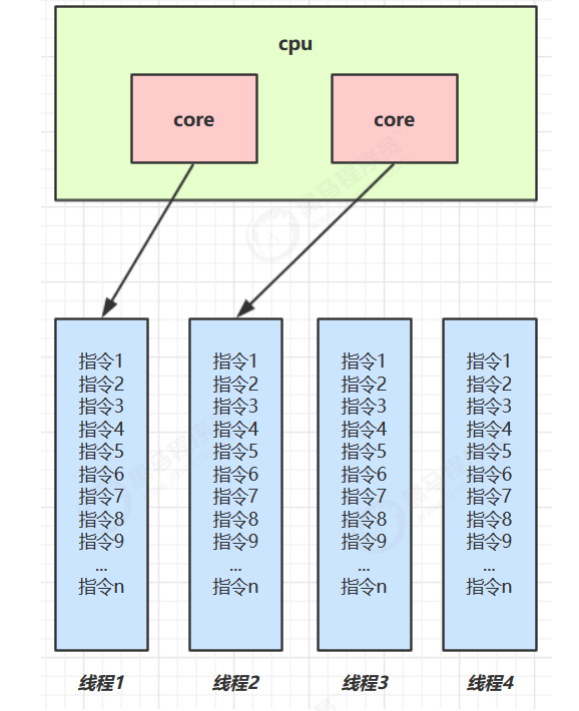 cpu
core
core
指令1
指令2
指令3
指令4
指令5
指令6
指令7
指令8
指令9
...
指令n
指令1
指令2
指令3
指令4
指令5
指令6
指令7
指令8
指令9
...
指令n
指令1
指令2
指令3
指令4
指令5
指令6
指令7
指令8
指令9
...
指令n
指令1
指令2
指令3
指令4
指令5
指令6
指令7
指令8
指令9
...
指令n
线程1
线程2
线程3
线程4
黑马程序员